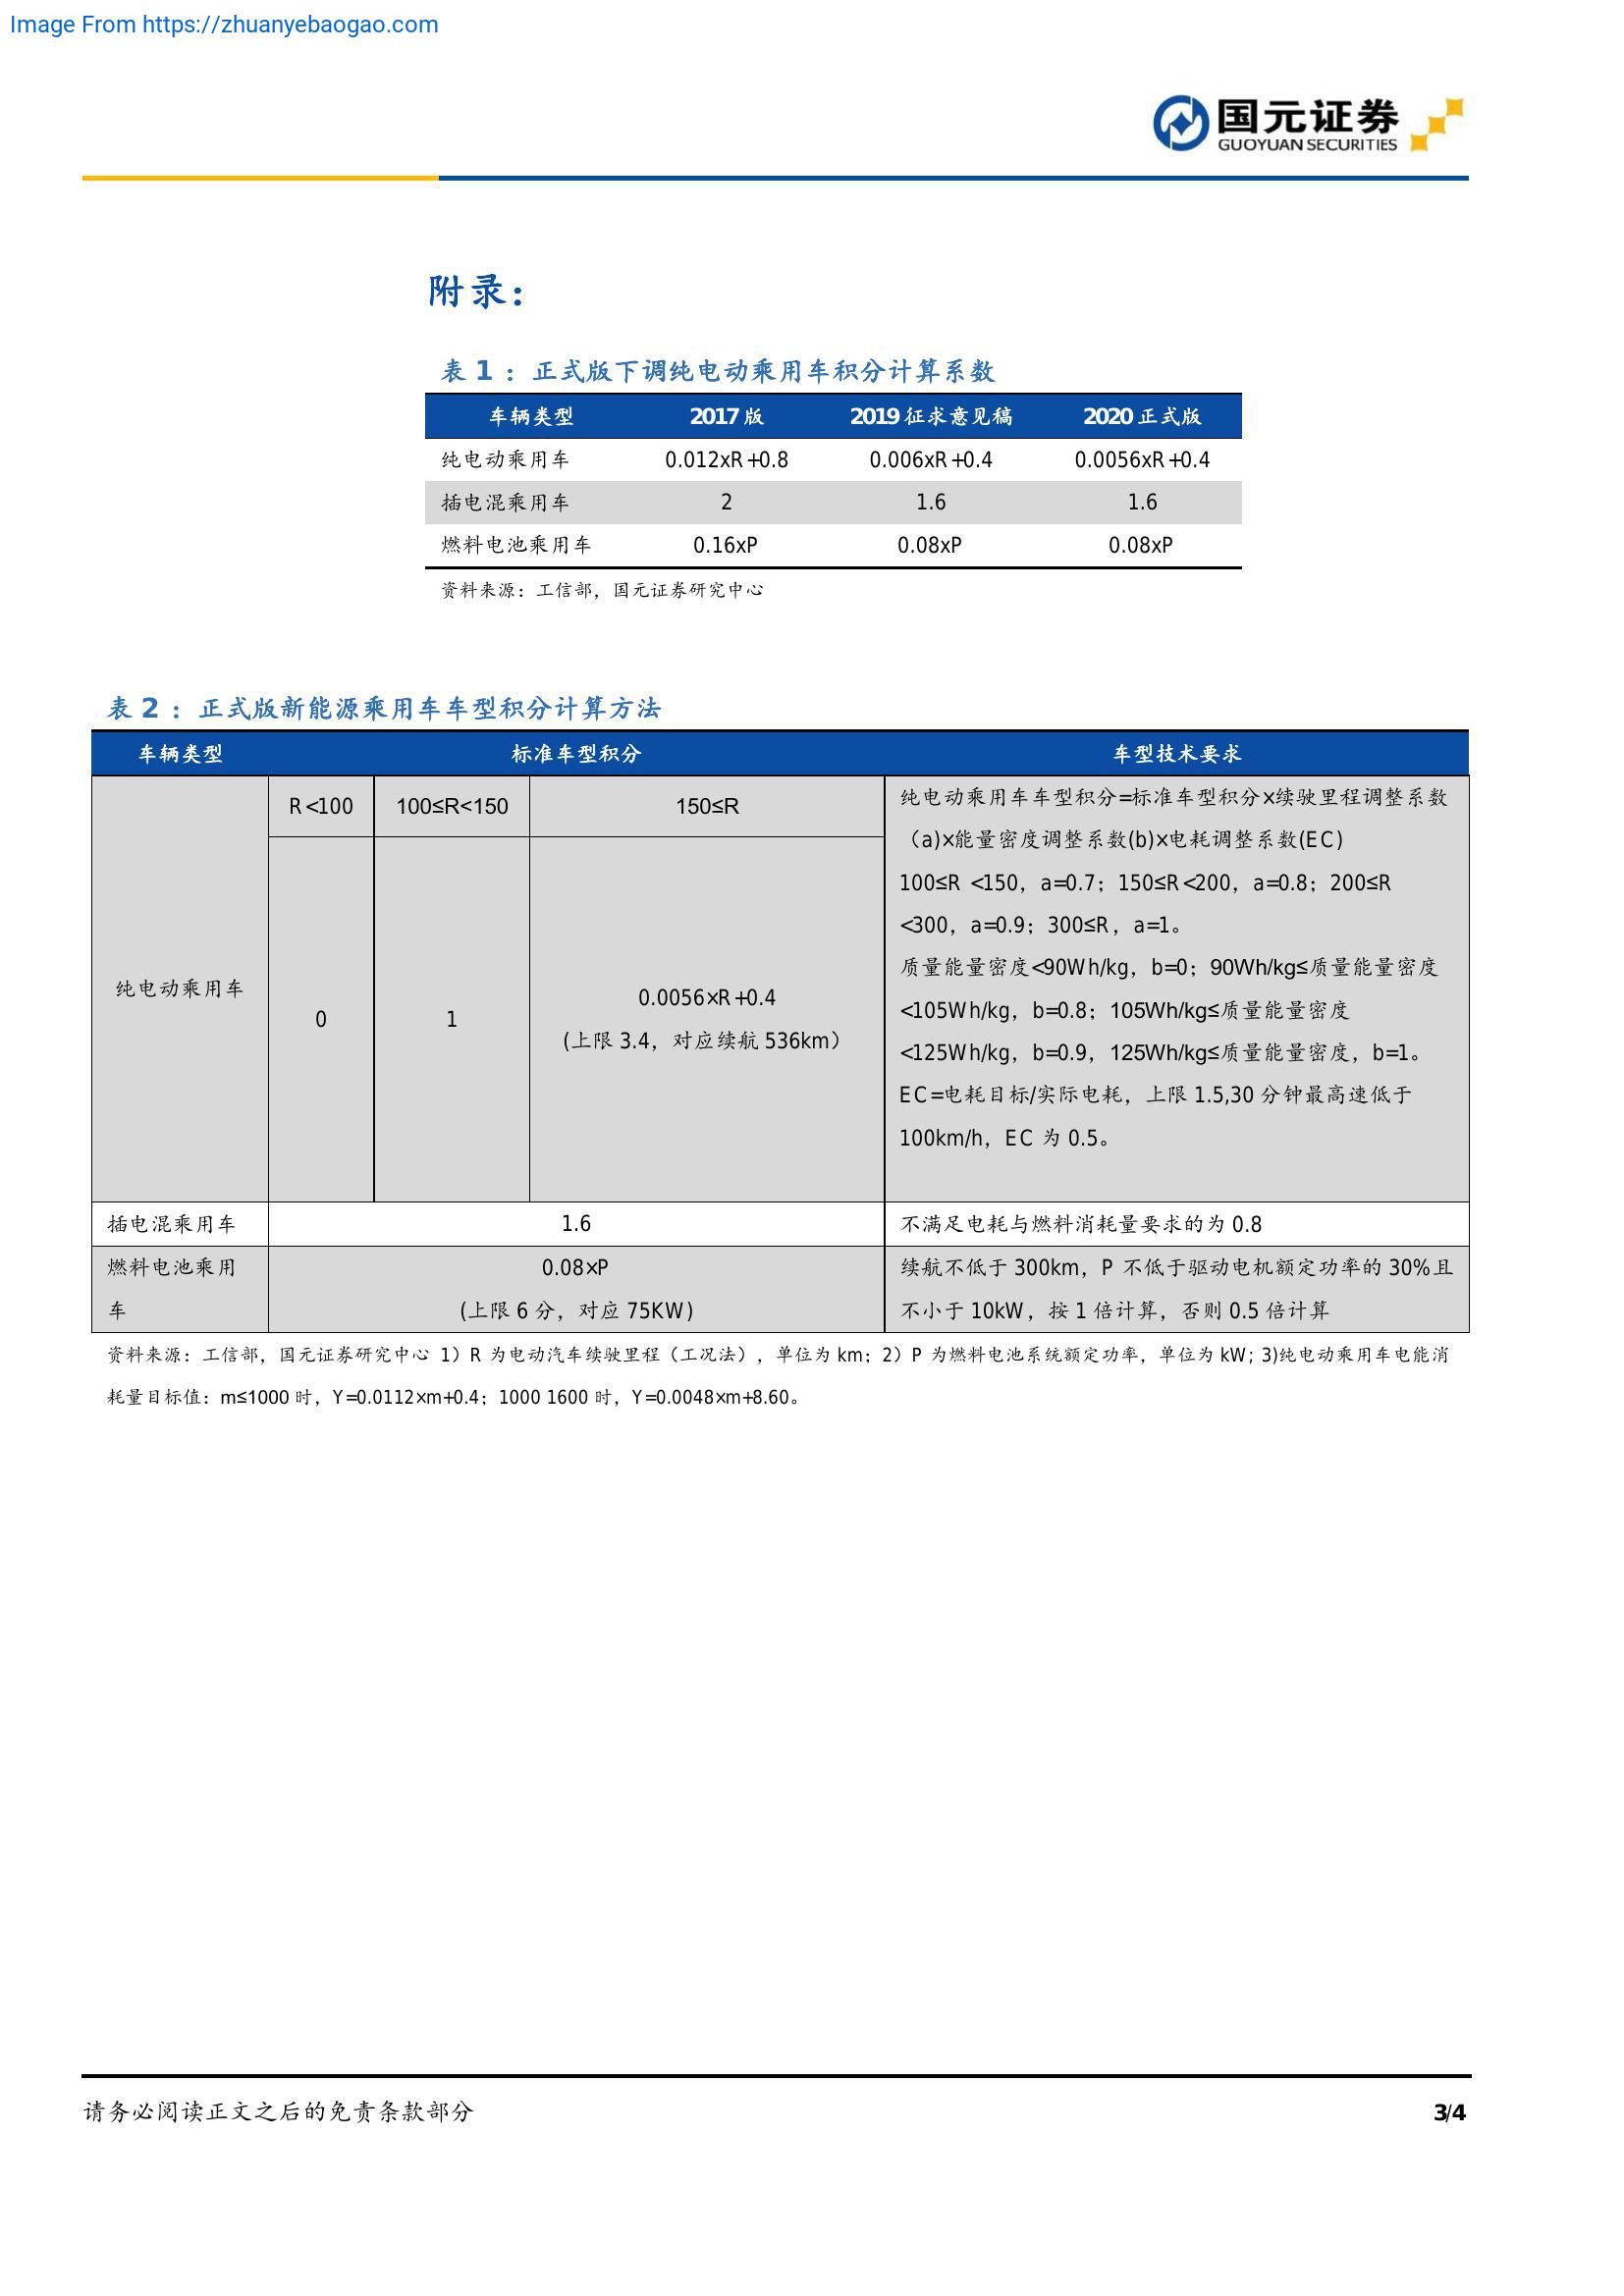 Image From https://zhuanyebaogao.com
国元证券
GUOYUAN SECURITIES
附录：
表 1 ：正式版下调纯电动乘用车积分计算系数
车辆类型 2017 版 2019 征求意见稿 2020 正式版
纯电动乘用车 0.012xR+0.8 0.006xR+0.4 0.0056xR+0.4
插电混乘用车 2 1.6 1.6
燃料电池乘用车 0.16xP 0.08xP 0.08xP
资料来源：工信部，国元证券研究中心
表 2 ：正式版新能源乘用车车型积分计算方法
车辆类型 标准车型积分 车型技术要求
纯电动乘用车
R<100 100≤R<150 150≤R
0 1
0.0056×R+0.4
(上限 3.4，对应续航 536km）
纯电动乘用车车型积分=标准车型积分×续驶里程调整系数
（a)×能量密度调整系数(b)×电耗调整系数(EC)
100≤R <150，a=0.7；150≤R<200，a=0.8；200≤R
<300，a=0.9；300≤R，a=1。
质量能量密度<90Wh/kg，b=0；90Wh/kg≤质量能量密度
<105Wh/kg，b=0.8；105Wh/kg≤质量能量密度
<125Wh/kg，b=0.9，125Wh/kg≤质量能量密度，b=1。
EC=电耗目标/实际电耗，上限 1.5,30 分钟最高速低于
100km/h，EC 为 0.5。
插电混乘用车 1.6 不满足电耗与燃料消耗量要求的为 0.8
燃料电池乘用
车
0.08×P
(上限 6 分，对应 75KW)
续航不低于 300km，P 不低于驱动电机额定功率的 30%且
不小于 10kW，按 1 倍计算，否则 0.5 倍计算
资料来源：工信部，国元证券研究中心 1）R 为电动汽车续驶里程（工况法），单位为 km；2）P 为燃料电池系统额定功率，单位为 kW; 3)纯电动乘用车电能消
耗量目标值：m≤1000 时，Y=0.0112×m+0.4；1000 1600 时，Y=0.0048×m+8.60。
请务必阅读正文之后的免责条款部分
3/4